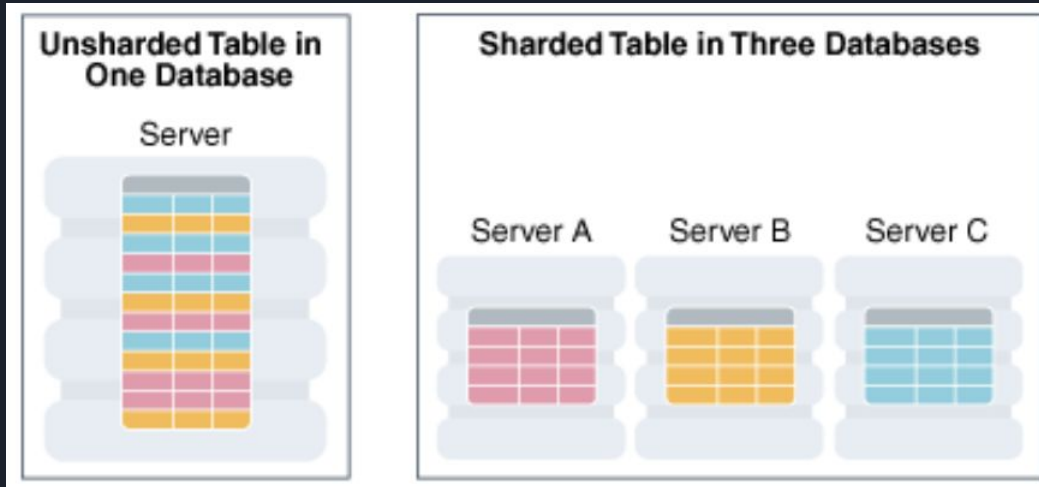 Unsharded Table in
One Database
Server
Sharded Table in Three Databases
Server A
Server B
Server C